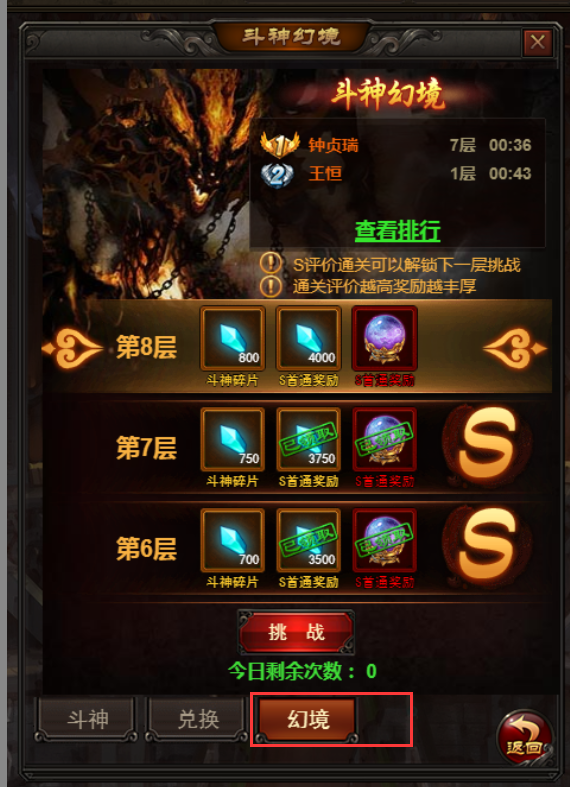 斗神幻境
斗神幻境
1 钟贞瑞 7层 00:36
2 王恒 1层 00:43
查看排行
S评价通关可以解锁下一层挑战
通关评价越高奖励越丰厚
第8层 800 4000
斗神碎片 S首通奖励 S首通奖励
第7层 750 已领取 3750 已领取 S
斗神碎片 S首通奖励 S首通奖励
第6层 700 已领取 3500 已领取 S
斗神碎片 S首通奖励 S首通奖励
挑 战
今日剩余次数：0
斗神 兑换 幻境
返回